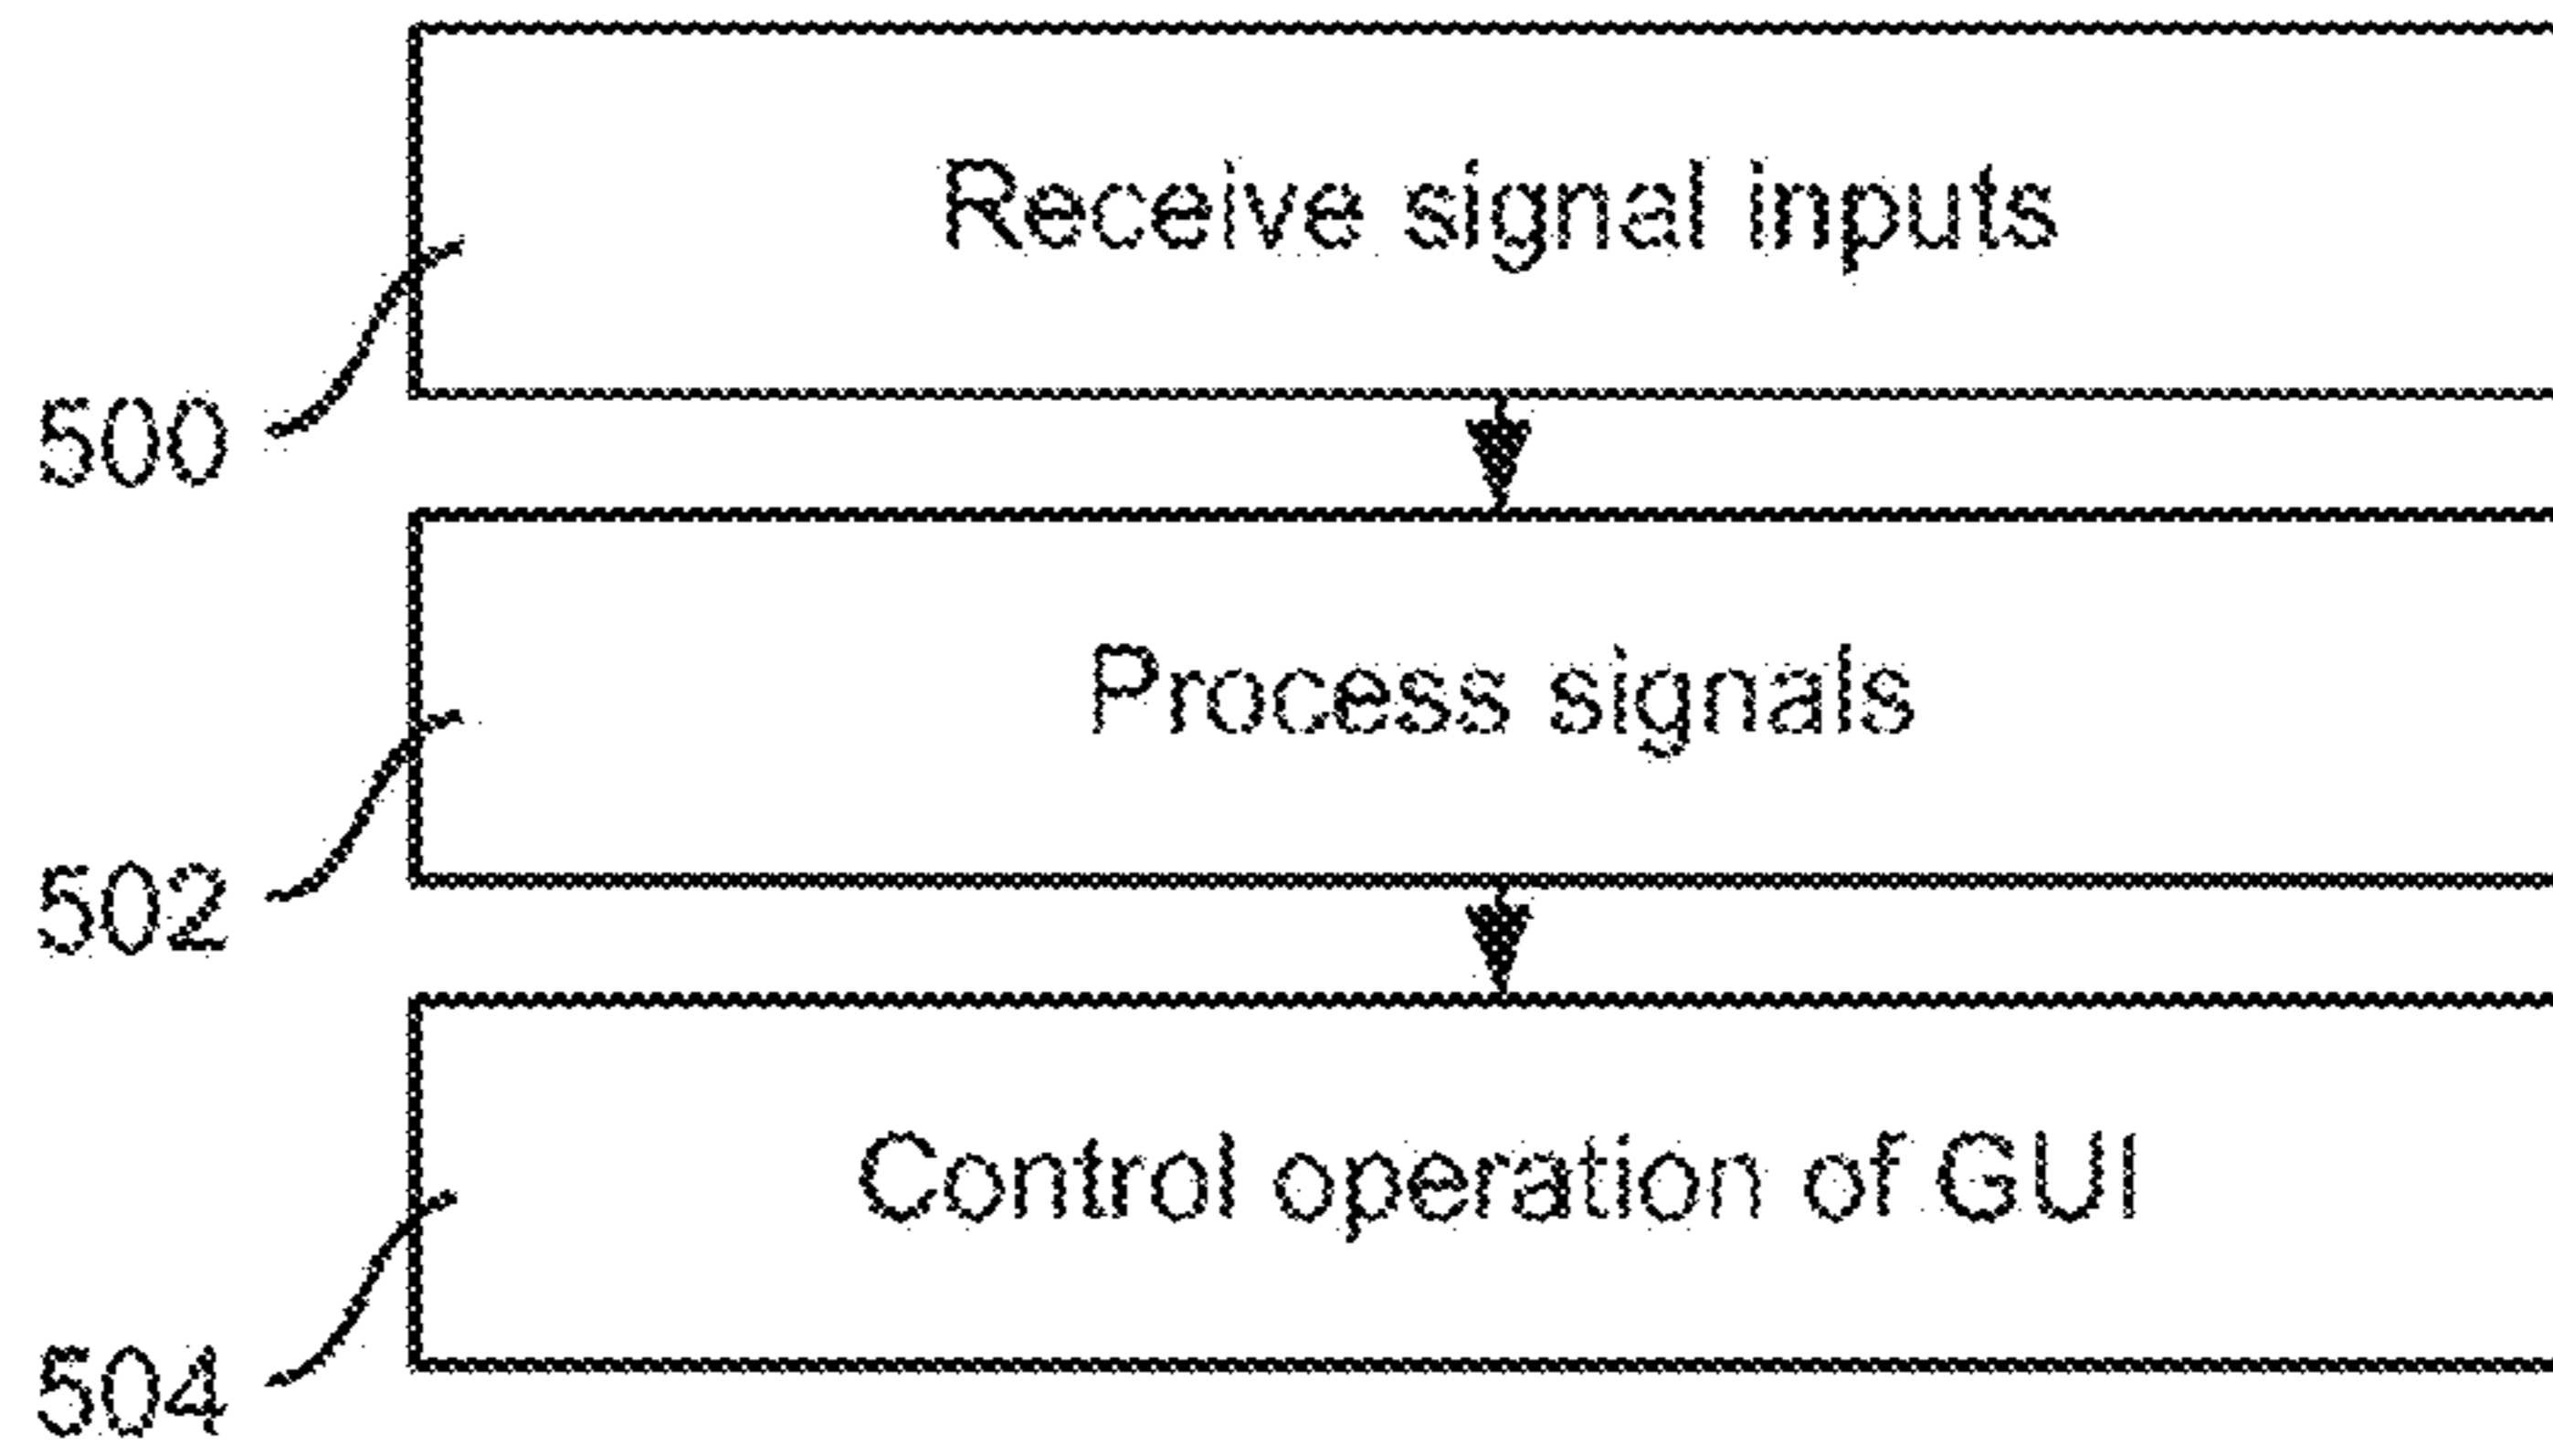 Receive signal inputs
500
Process signals
502
Control operation of GUI
504